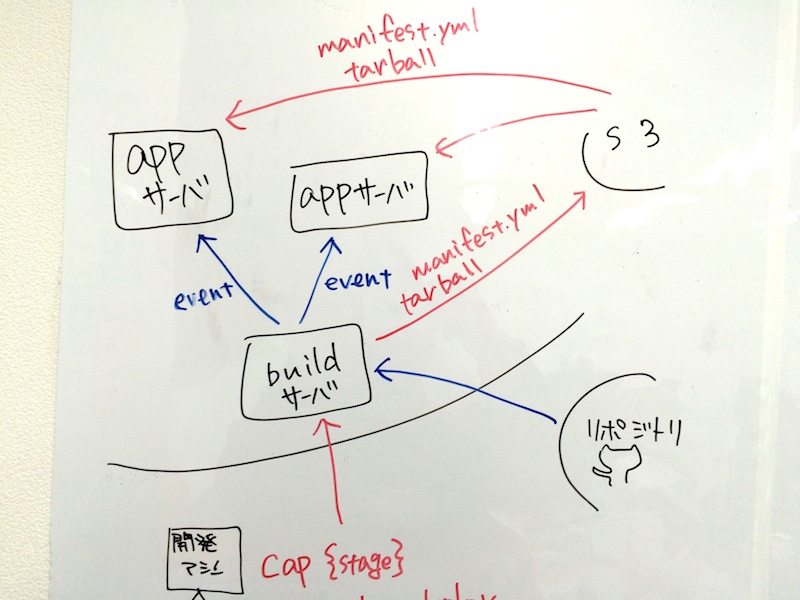 manifest.yml
tarball
app
サーバ
appサーバ
S 3
manifest.yml
tarball
event
event
build
サーバ
リポジトリ
開発
マシン
cap {stage}